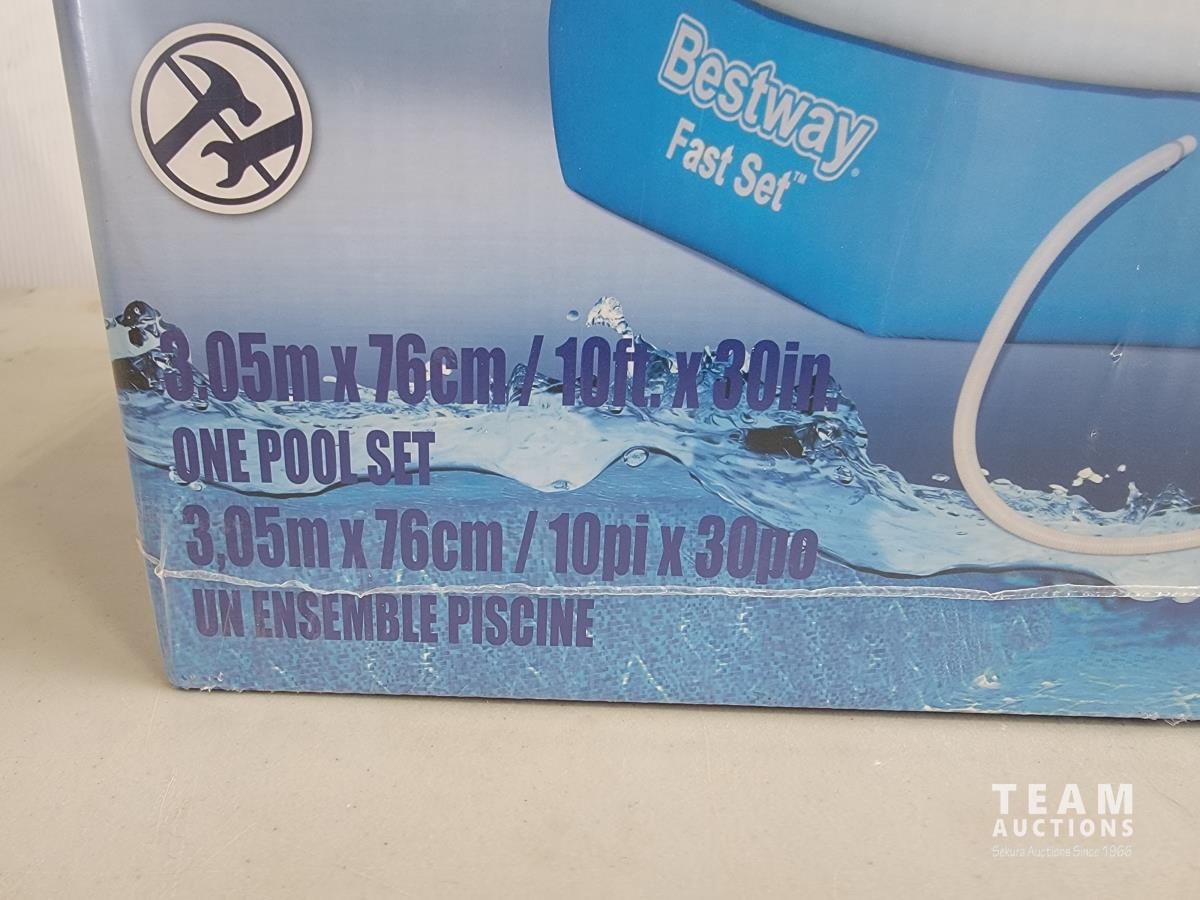 Bestway®
Fast Set™
3,05m x 76cm / 10ft. x 30in.
ONE POOL SET
3,05m x 76cm / 10pi x 30po
UN ENSEMBLE PISCINE
TEAM
AUCTIONS
Sekura Auctions Since 1966